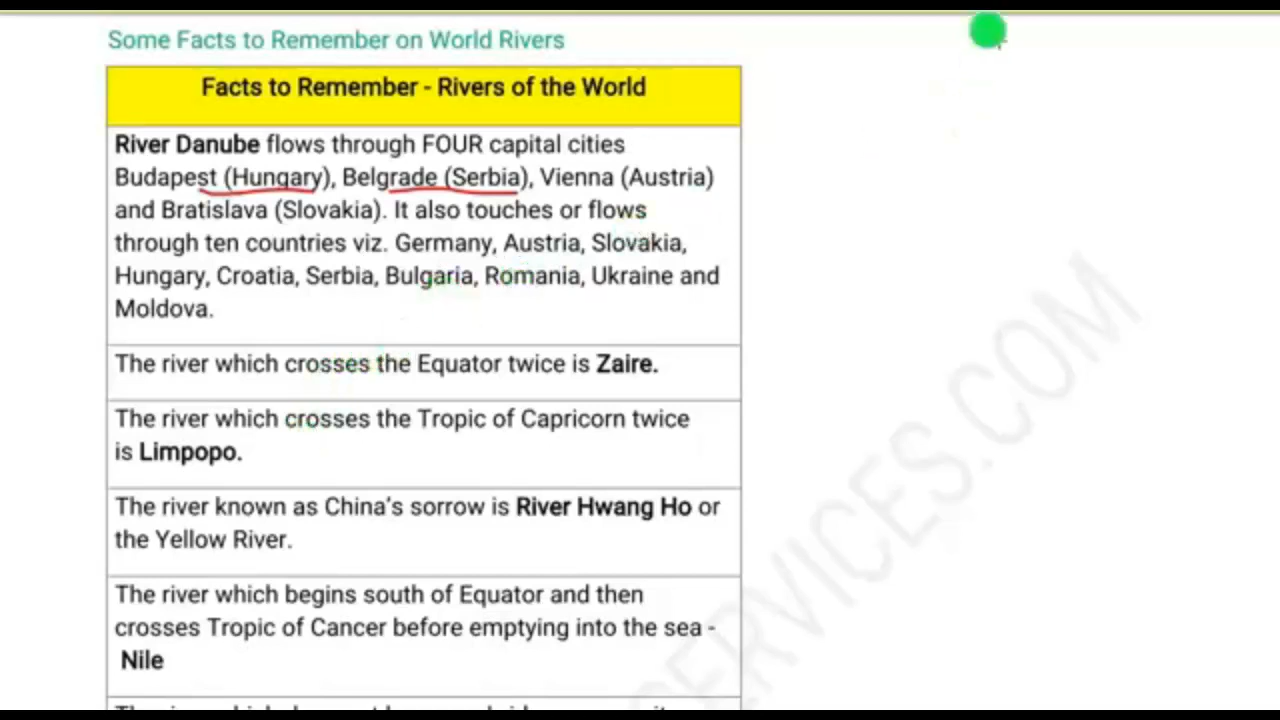 Some Facts to Remember on World Rivers
Facts to Remember - Rivers of the World
River Danube flows through FOUR capital cities
Budapest (Hungary), Belgrade (Serbia), Vienna (Austria)
and Bratislava (Slovakia). It also touches or flows
through ten countries viz. Germany, Austria, Slovakia,
Hungary, Croatia, Serbia, Bulgaria, Romania, Ukraine and
Moldova.
The river which crosses the Equator twice is Zaire.
The river which crosses the Tropic of Capricorn twice
is Limpopo.
The river known as China's sorrow is River Hwang Ho or
the Yellow River.
The river which begins south of Equator and then
crosses Tropic of Cancer before emptying into the sea -
Nile
SERVICES.COM